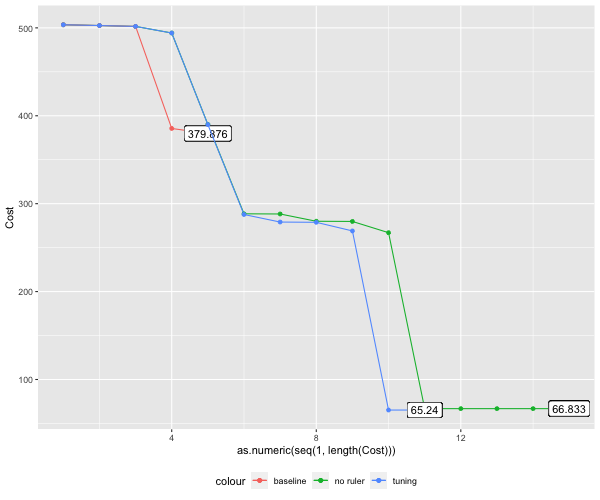 500
400
300
200
100
Cost
379.876
65.24
66.833
4
8
12
as.numeric(seq(1, length(Cost)))
colour
baseline
no ruler
tuning